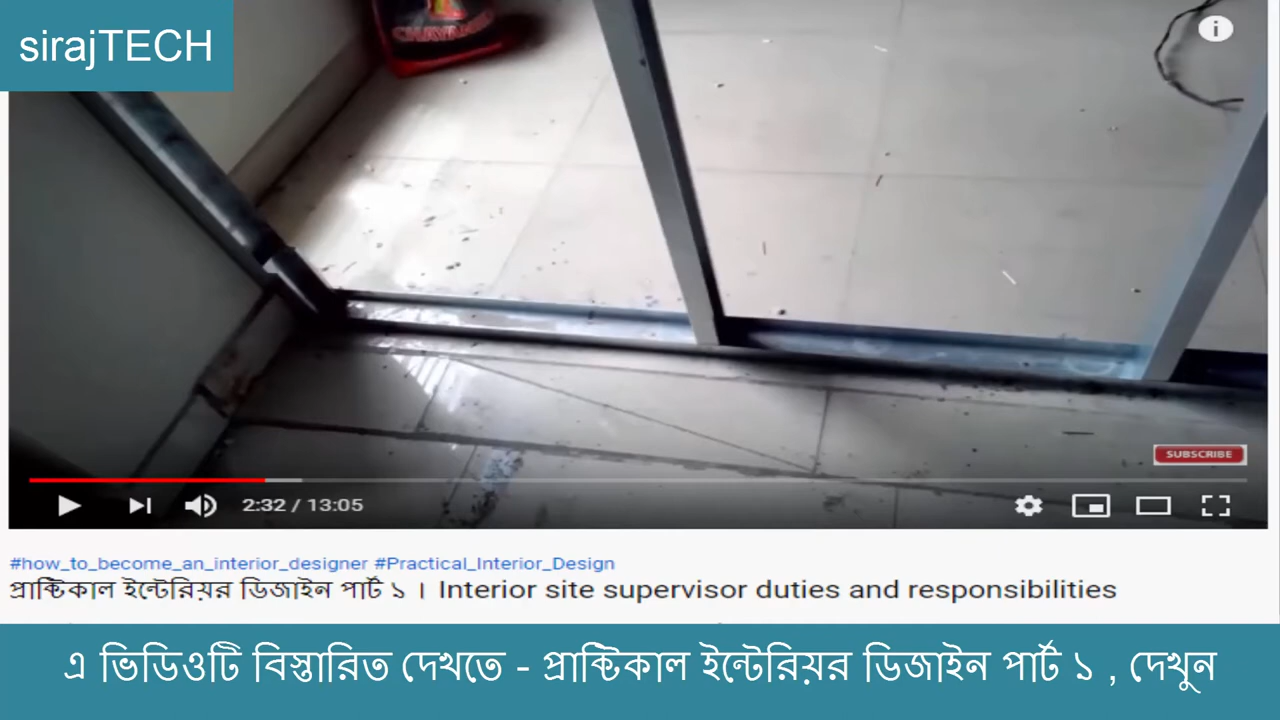 sirajTECH
i
SUBSCRIBE
2:32 / 13:05
#how_to_become_an_interior_designer #Practical_Interior_Design
প্রাক্টিকাল ইন্টেরিয়র ডিজাইন পার্ট ১ । Interior site supervisor duties and responsibilities
এ ভিডিওটি বিস্তারিত দেখতে - প্রাক্টিকাল ইন্টেরিয়র ডিজাইন পার্ট ১ , দেখুন